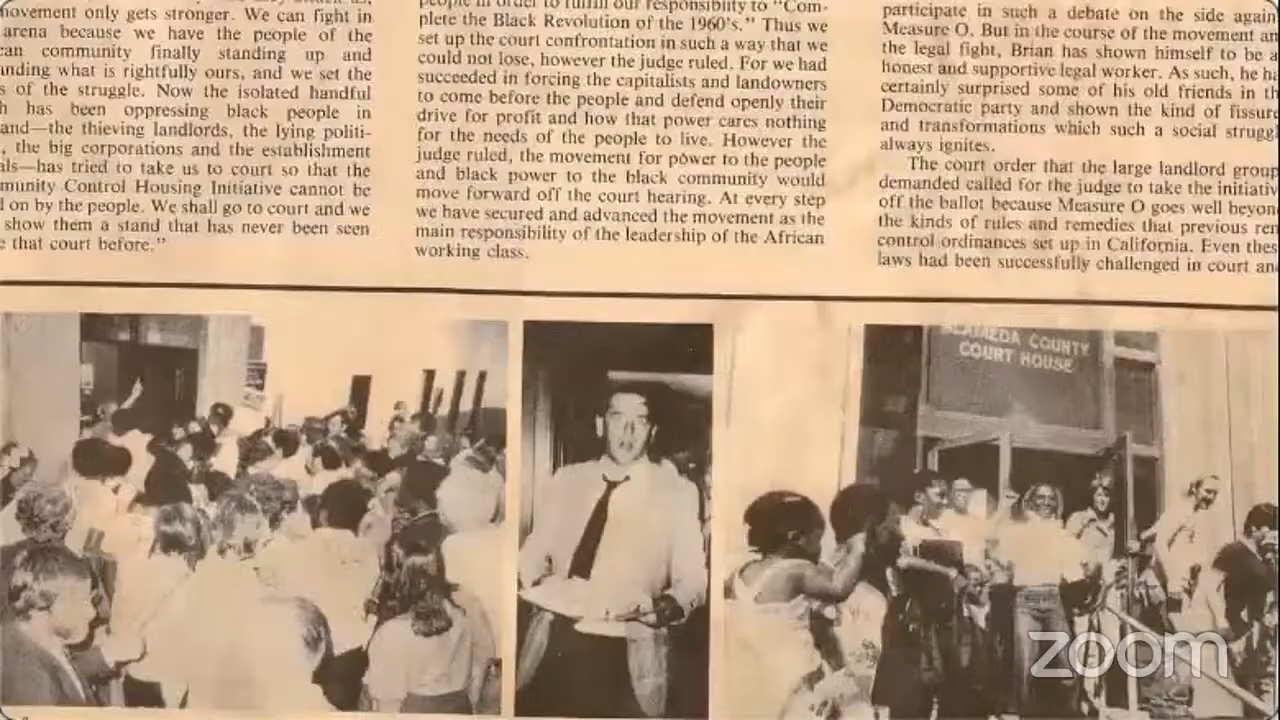 movement only gets stronger. We can fight in
arena because we have the people of the
can community finally standing up and
anding what is rightfully ours, and we set the
s of the struggle. Now the isolated handful
h has been oppressing black people in
and—the thieving landlords, the lying politi-
, the big corporations and the establishment
als—has tried to take us to court so that the
munity Control Housing Initiative cannot be
d on by the people. We shall go to court and we
show them a stand that has never been seen
e that court before."
people in order to fulfill our responsibility to "Com-
plete the Black Revolution of the 1960's." Thus we
set up the court confrontation in such a way that we
could not lose, however the judge ruled. For we had
succeeded in forcing the capitalists and landowners
to come before the people and defend openly their
drive for profit and how that power cares nothing
for the needs of the people to live. However the
judge ruled, the movement for power to the people
and black power to the black community would
move forward off the court hearing. At every step
we have secured and advanced the movement as the
main responsibility of the leadership of the African
working class.
participate in such a debate on the side again
Measure O. But in the course of the movement an
the legal fight, Brian has shown himself to be a
honest and supportive legal worker. As such, he ha
certainly surprised some of his old friends in th
Democratic party and shown the kind of fissure
and transformations which such a social struggl
always ignites.
The court order that the large landlord group
demanded called for the judge to take the initiativ
off the ballot because Measure O goes well beyon
the kinds of rules and remedies that previous ren
control ordinances set up in California. Even thes
laws had been successfully challenged in court and
ALAMEDA COUNTY
COURT HOUSE
zoom